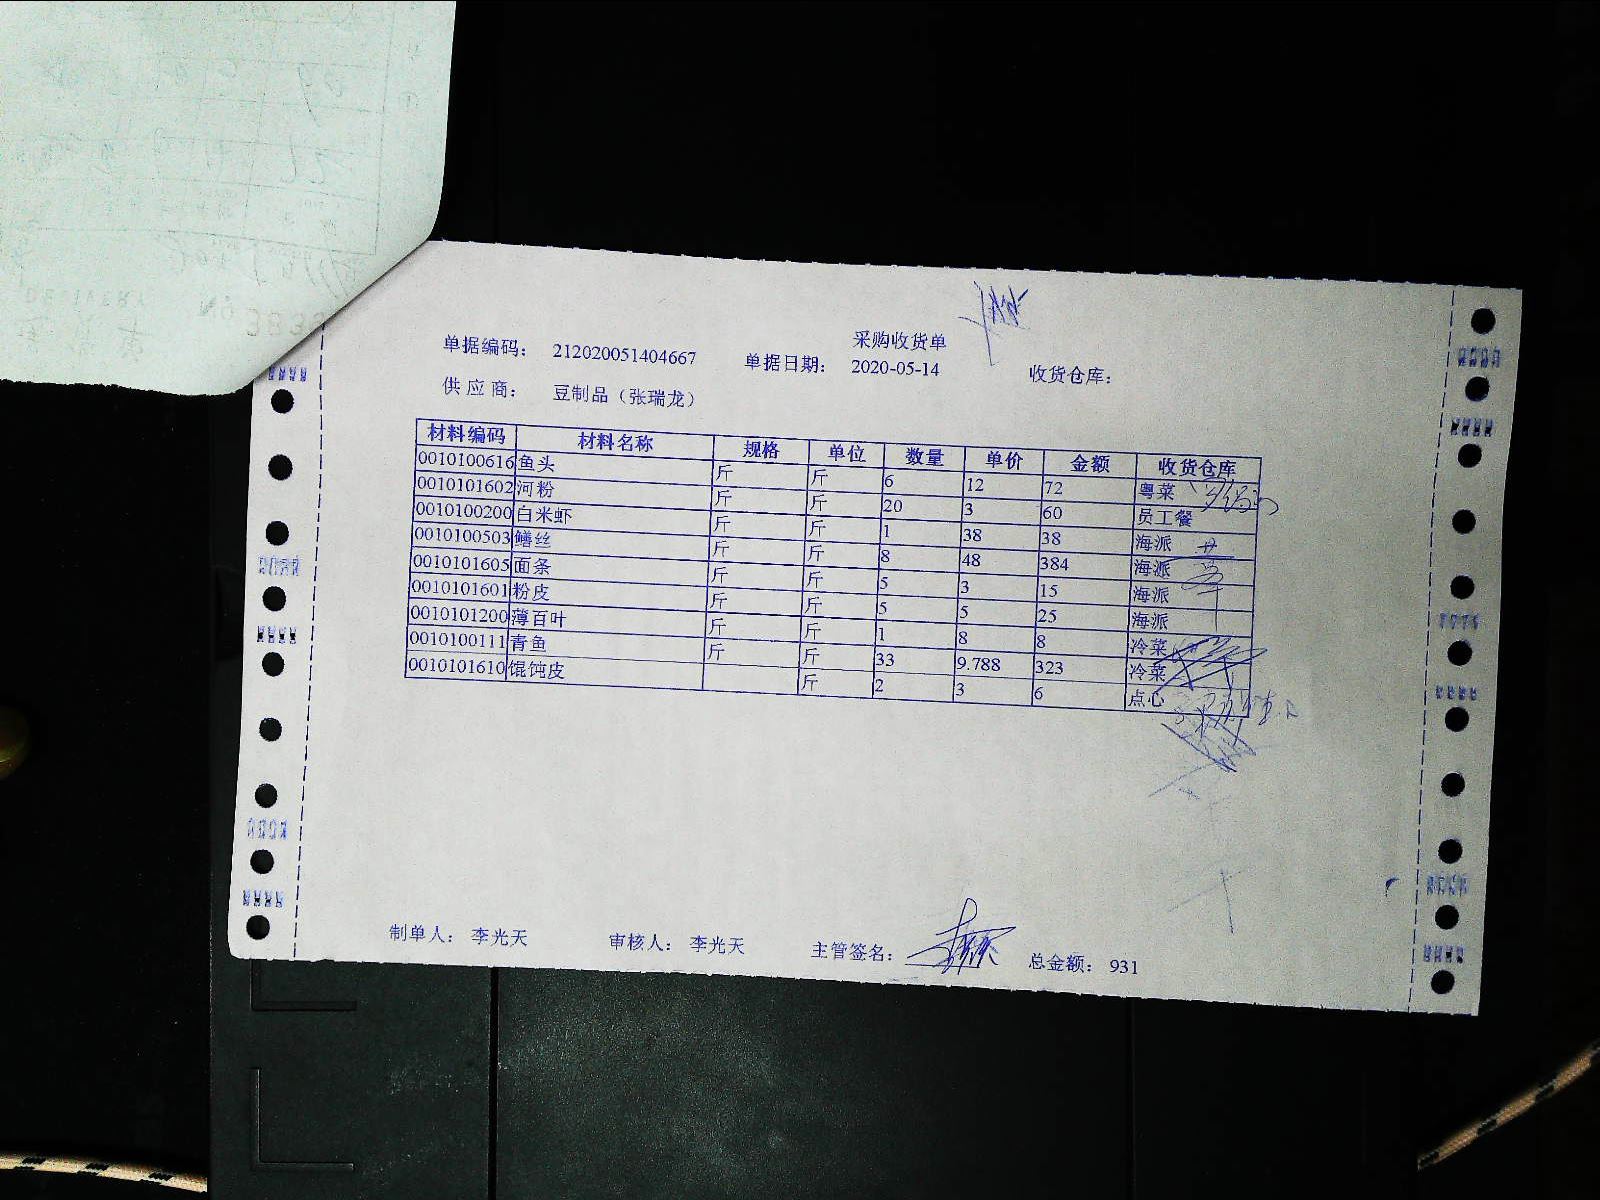 采购收货单
单据编码： 212020051404667 单据日期： 2020-05-14 收货仓库：
供 应 商： 豆制品（张瑞龙）
材料编码 材料名称 规格 单位 数量 单价 金额 收货仓库
0010100616 鱼头 斤 斤 6 12 72 粤菜
0010101602 河粉 斤 斤 20 3 60 员工餐
0010100200 白米虾 斤 斤 1 38 38 海派
0010100503 鳝丝 斤 斤 8 48 384 海派
0010101605 面条 斤 斤 5 3 15 海派
0010101601 粉皮 斤 斤 5 5 25 海派
0010101200 薄百叶 斤 斤 1 8 8 冷菜
0010100111 青鱼 斤 斤 33 9.788 323 冷菜
0010101610 馄饨皮 斤 2 3 6 点心
制单人： 李光天 审核人： 李光天 主管签名： 总金额： 931